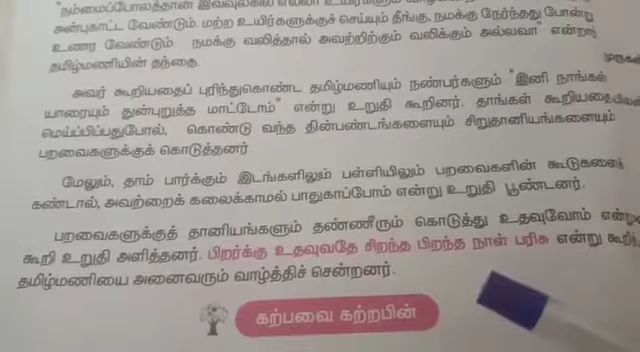 "நம்மைப்போலத்தான் இவ்வுலகில் எல்லா உயிர்களும்
அன்புகாட்ட வேண்டும். மற்ற உயிர்களுக்குச் செய்யும் தீங்கு, நமக்கு நேர்ந்தது போன்று
உணர வேண்டும் நமக்கு வலித்தால் அவற்றிற்கும் வலிக்கும் அல்லவா" என்றார்
தமிழ்மணியின் தந்தை.
அவர் கூறியதைப் புரிந்துகொண்ட தமிழ்மணியும் நண்பர்களும் "இனி நாங்கள்
யாரையும் துன்புறுத்த மாட்டோம்" என்று உறுதி கூறினர். தாங்கள் கூறியதை
மெய்ப்பிப்பதுபோல், கொண்டு வந்த தின்பண்டங்களையும் சிறுதானியங்களையும்
பறவைகளுக்குக் கொடுத்தனர்
மேலும், தாம் பார்க்கும் இடங்களிலும் பள்ளியிலும் பறவைகளின் கூடுகளைக்
கண்டால், அவற்றைக் கலைக்காமல் பாதுகாப்போம் என்று உறுதி பூண்டனர்.
பறவைகளுக்குத் தானியங்களும் தண்ணீரும் கொடுத்து உதவுவோம் என்று
கூறி உறுதி அளித்தனர். பிறர்க்கு உதவுவதே சிறந்த பிறந்த நாள் பரிசு என்று கூறி,
தமிழ்மணியை அனைவரும் வாழ்த்திச் சென்றனர்.
கற்பவை கற்றபின்